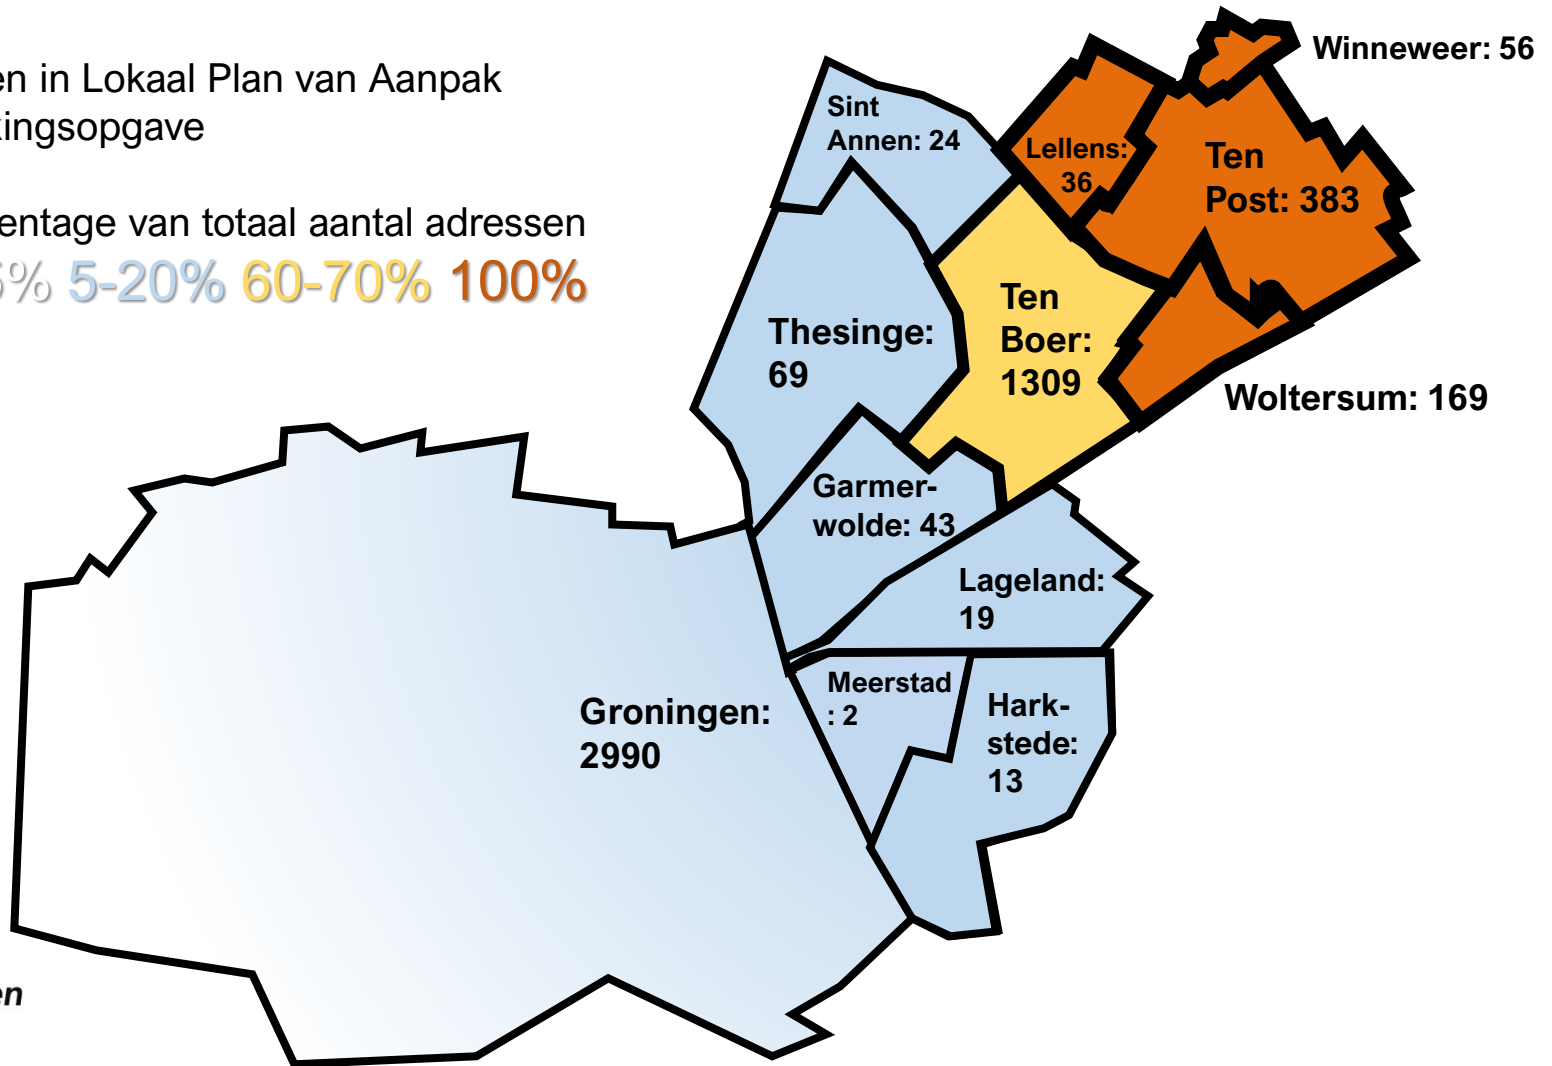 en in Lokaal Plan van Aanpak
kingsopgave
entage van totaal aantal adressen
5% 5-20% 60-70% 100%
Winneweer: 56
Sint
Annen: 24
Lellens:
36
Ten
Post: 383
Thesinge:
69
Ten
Boer:
1309
Woltersum: 169
Garmer-
wolde: 43
Lageland:
19
Meerstad
: 2
Hark-
stede:
13
Groningen:
2990
en